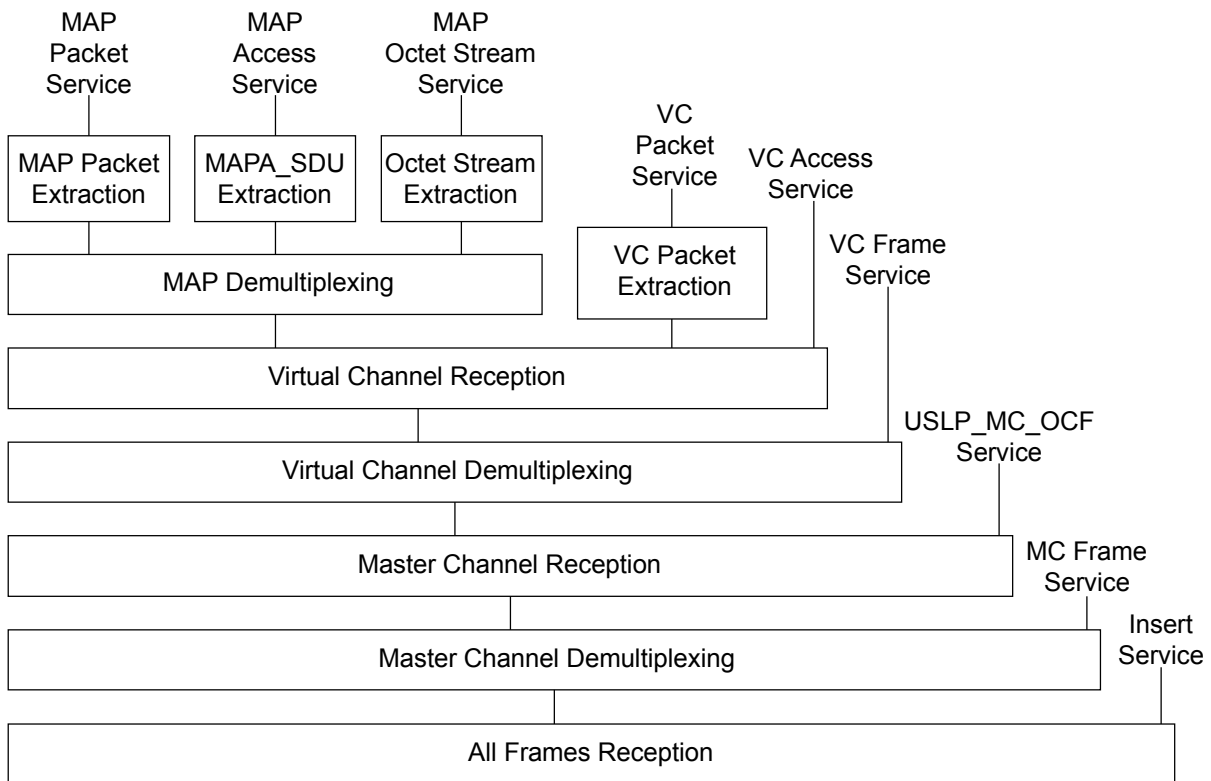 MAP
Packet
Service
MAP
Access
Service
MAP
Octet Stream
Service
VC
Packet
Service
VC Access
Service
MAP Packet
Extraction
MAPA_SDU
Extraction
Octet Stream
Extraction
VC Frame
Service
VC Packet
Extraction
MAP Demultiplexing
Virtual Channel Reception
USLP_MC_OCF
Service
Virtual Channel Demultiplexing
MC Frame
Service
Master Channel Reception
Insert
Service
Master Channel Demultiplexing
All Frames Reception